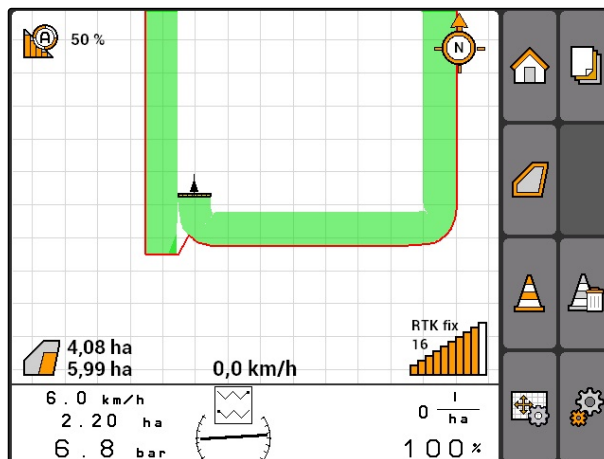 A
50 %
N
RTK fix
16
4,08 ha
5,99 ha
0,0 km/h
6.0 km/h
2.20 ha
6.8 bar
0 l/ha
100%